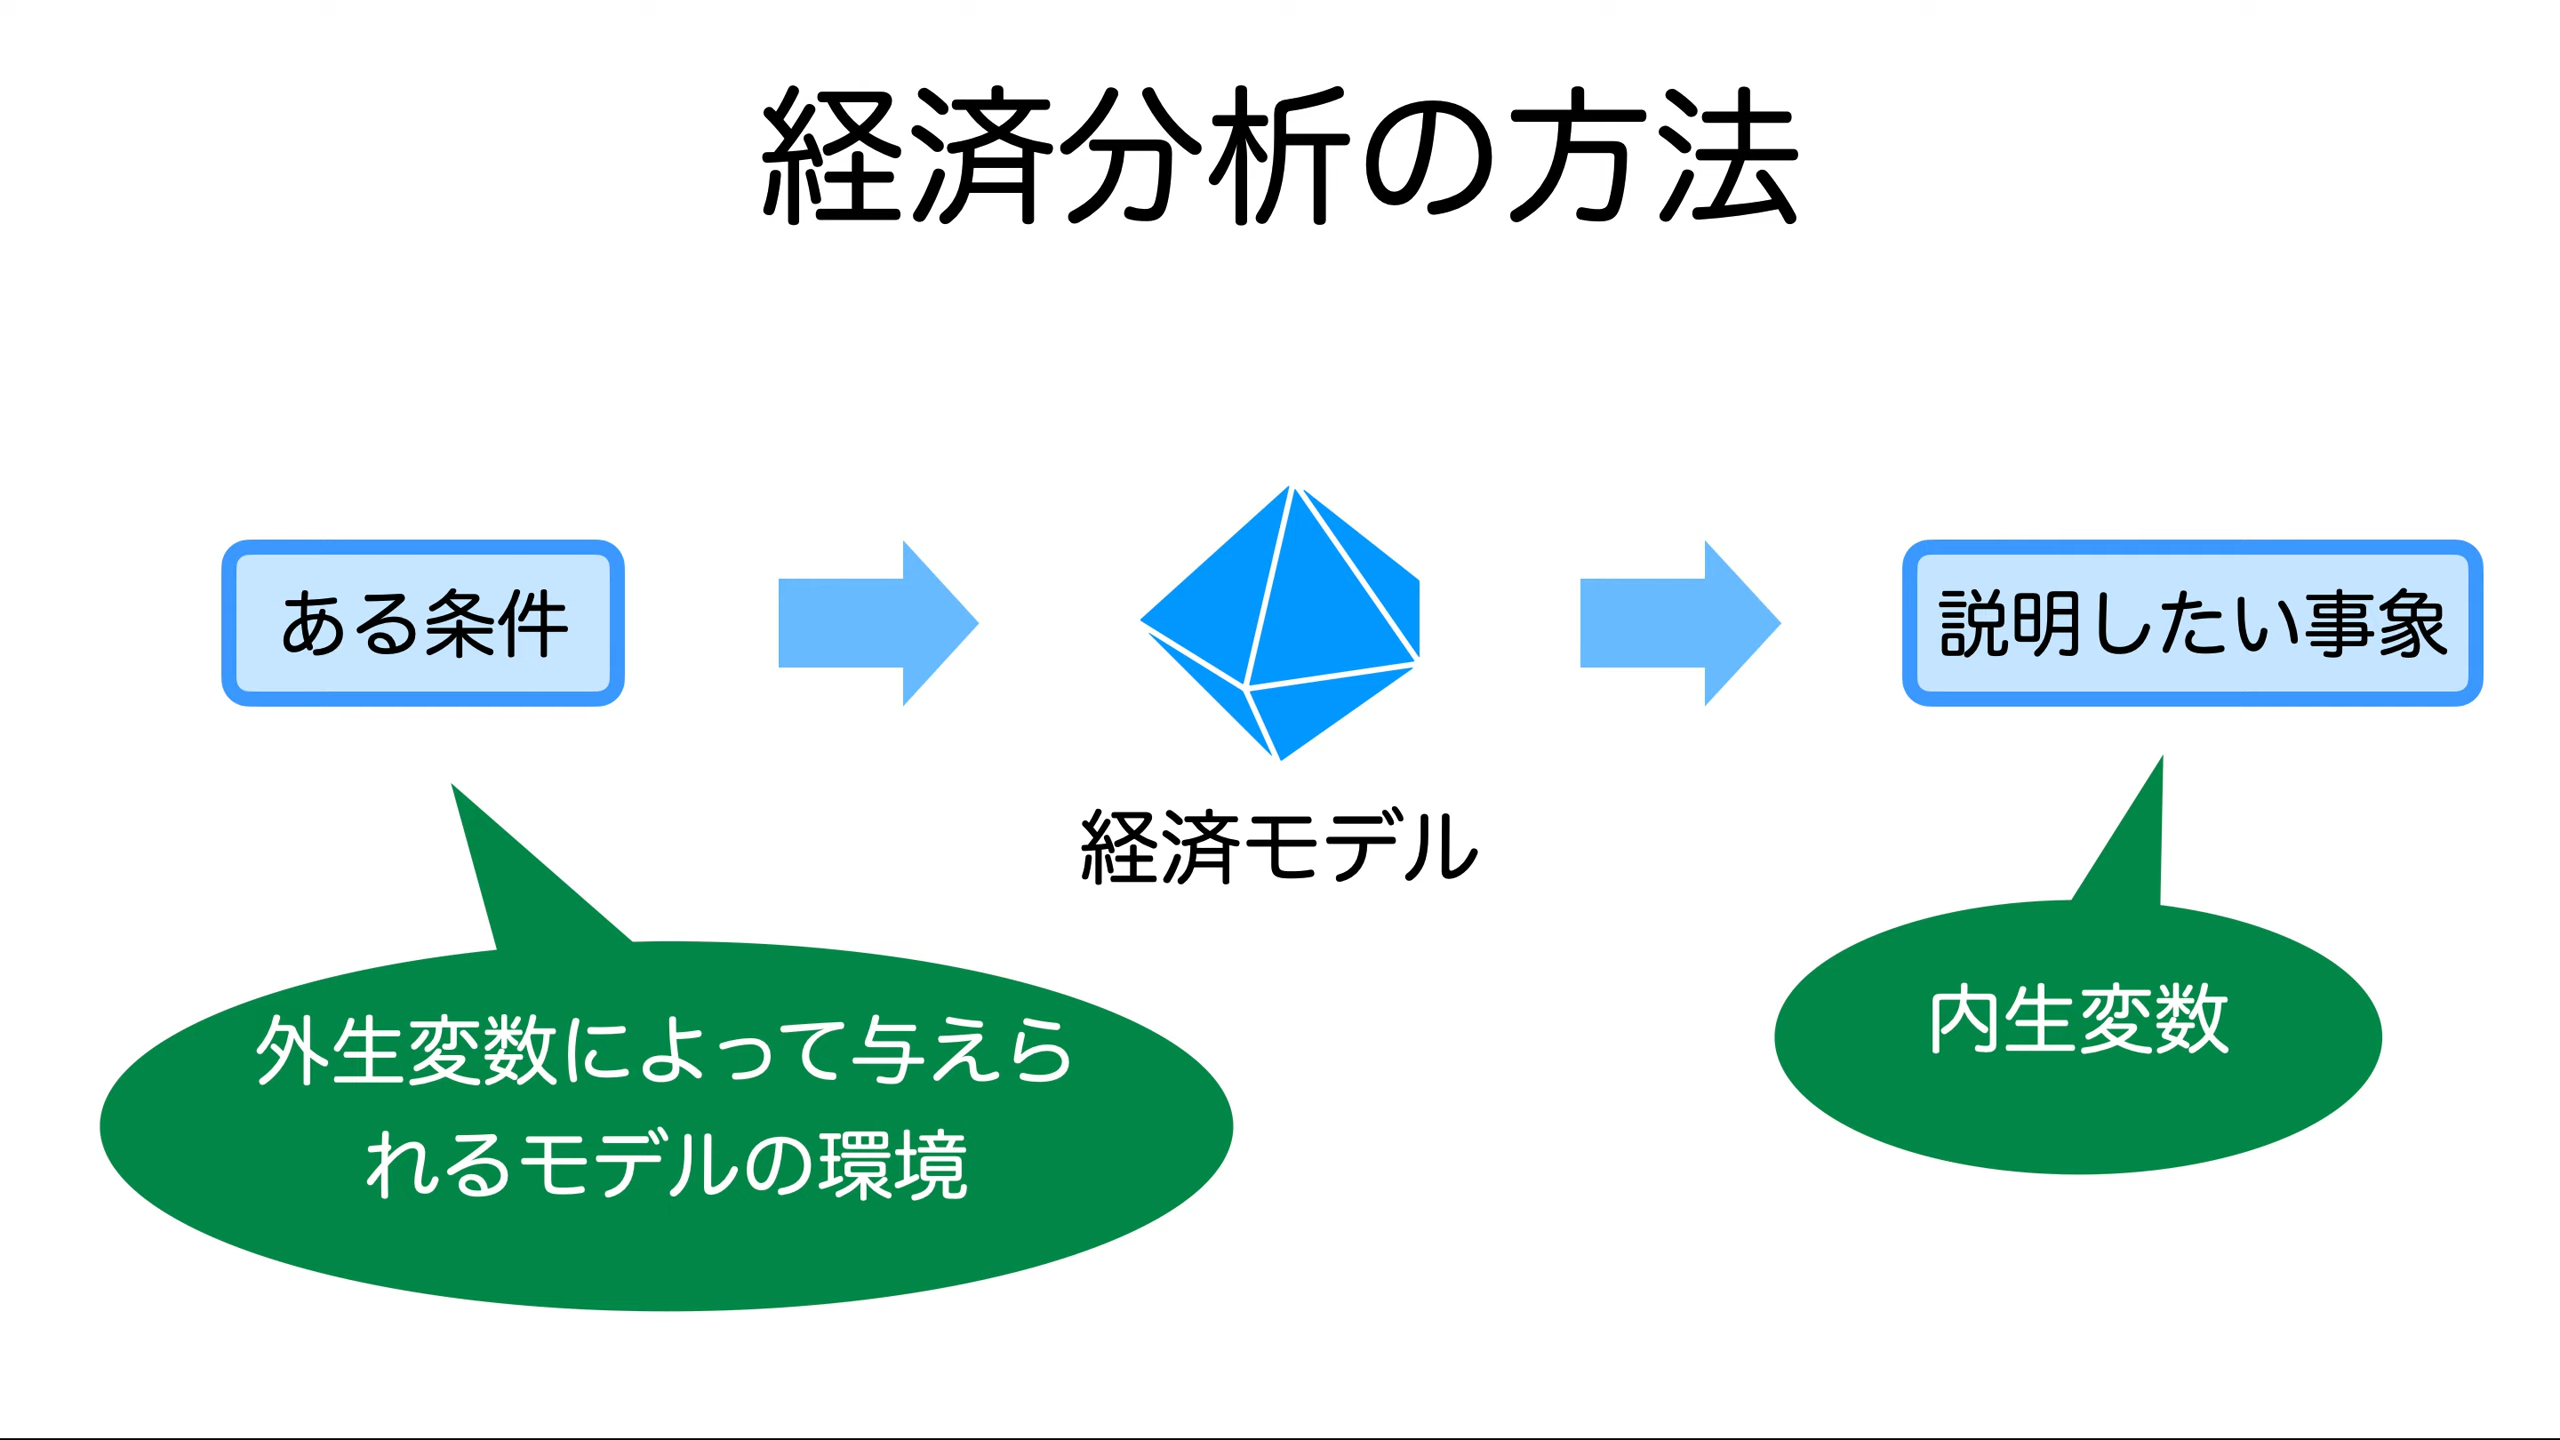 経済分析の方法
ある条件
説明したい事象
経済モデル
外生変数によって与えら
れるモデルの環境
内生変数